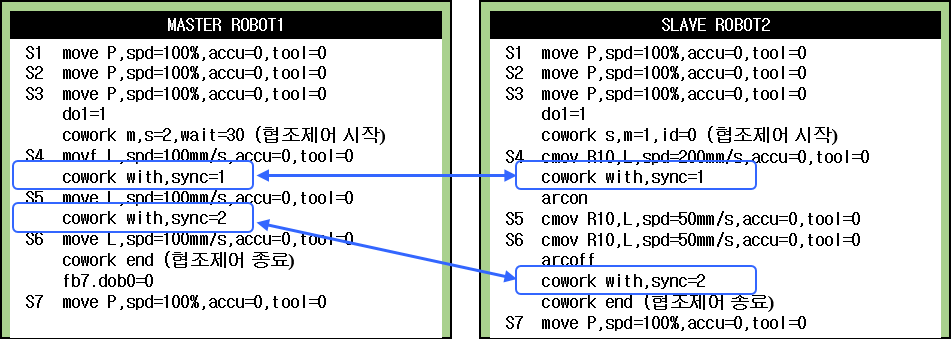 MASTER ROBOT1
S1 move P,spd=100%,accu=0,tool=0
S2 move P,spd=100%,accu=0,tool=0
S3 move P,spd=100%,accu=0,tool=0
do1=1
cowork m,s=2,wait=30 (협조제어 시작)
S4 movf L,spd=100mm/s,accu=0,tool=0
cowork with,sync=1
S5 move L,spd=100mm/s,accu=0,tool=0
cowork with,sync=2
S6 move L,spd=100mm/s,accu=0,tool=0
cowork end (협조제어 종료)
fb7.dob0=0
S7 move P,spd=100%,accu=0,tool=0
SLAVE ROBOT2
S1 move P,spd=100%,accu=0,tool=0
S2 move P,spd=100%,accu=0,tool=0
S3 move P,spd=100%,accu=0,tool=0
do1=1
cowork s,m=1,id=0 (협조제어 시작)
S4 cmov R10,L,spd=200mm/s,accu=0,tool=0
cowork with,sync=1
arcon
S5 cmov R10,L,spd=50mm/s,accu=0,tool=0
S6 cmov R10,L,spd=50mm/s,accu=0,tool=0
arcoff
cowork with,sync=2
cowork end (협조제어 종료)
S7 move P,spd=100%,accu=0,tool=0